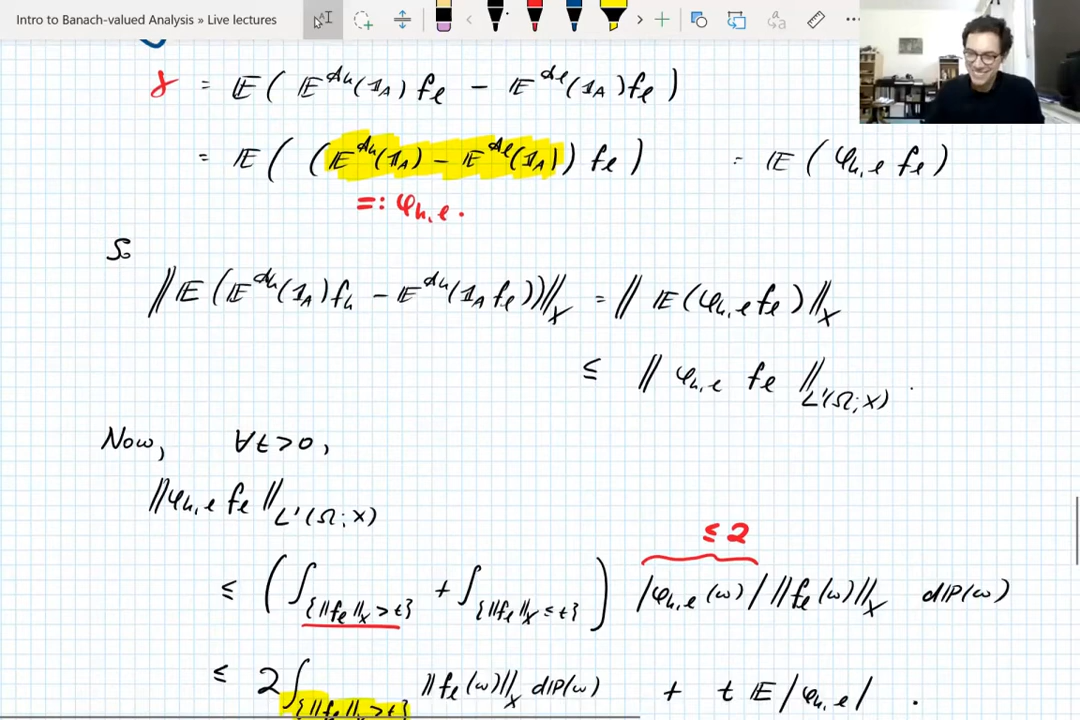 Intro to Banach-valued Analysis » Live lectures
γ = 𝔼( 𝔼^{𝒜_k}(1_A) f_ℓ − 𝔼^{𝒜_ℓ}(1_A) f_ℓ )
= 𝔼( (𝔼^{𝒜_k}(1_A) − 𝔼^{𝒜_ℓ}(1_A)) f_ℓ ) = 𝔼(φ_{k,ℓ} f_ℓ)
=: φ_{k,ℓ}.
So
‖𝔼(𝔼^{𝒜_k}(1_A) f_k − 𝔼^{𝒜_k}(1_A f_ℓ))‖_X = ‖𝔼(φ_{k,ℓ} f_ℓ)‖_X
≤ ‖φ_{k,ℓ} f_ℓ‖_{L¹(Ω;X)}.
Now, ∀t>0,
‖φ_{k,ℓ} f_ℓ‖_{L¹(Ω;X)}
≤ 2
≤ ( ∫_{{‖f_ℓ‖_X > t}} + ∫_{{‖f_ℓ‖_X ≤ t}} ) |φ_{k,ℓ}(ω)| ‖f_ℓ(ω)‖_X dℙ(ω)
≤ 2 ∫_{{‖f_ℓ‖_X > t}} ‖f_ℓ(ω)‖_X dℙ(ω) + t 𝔼|φ_{k,ℓ}|.